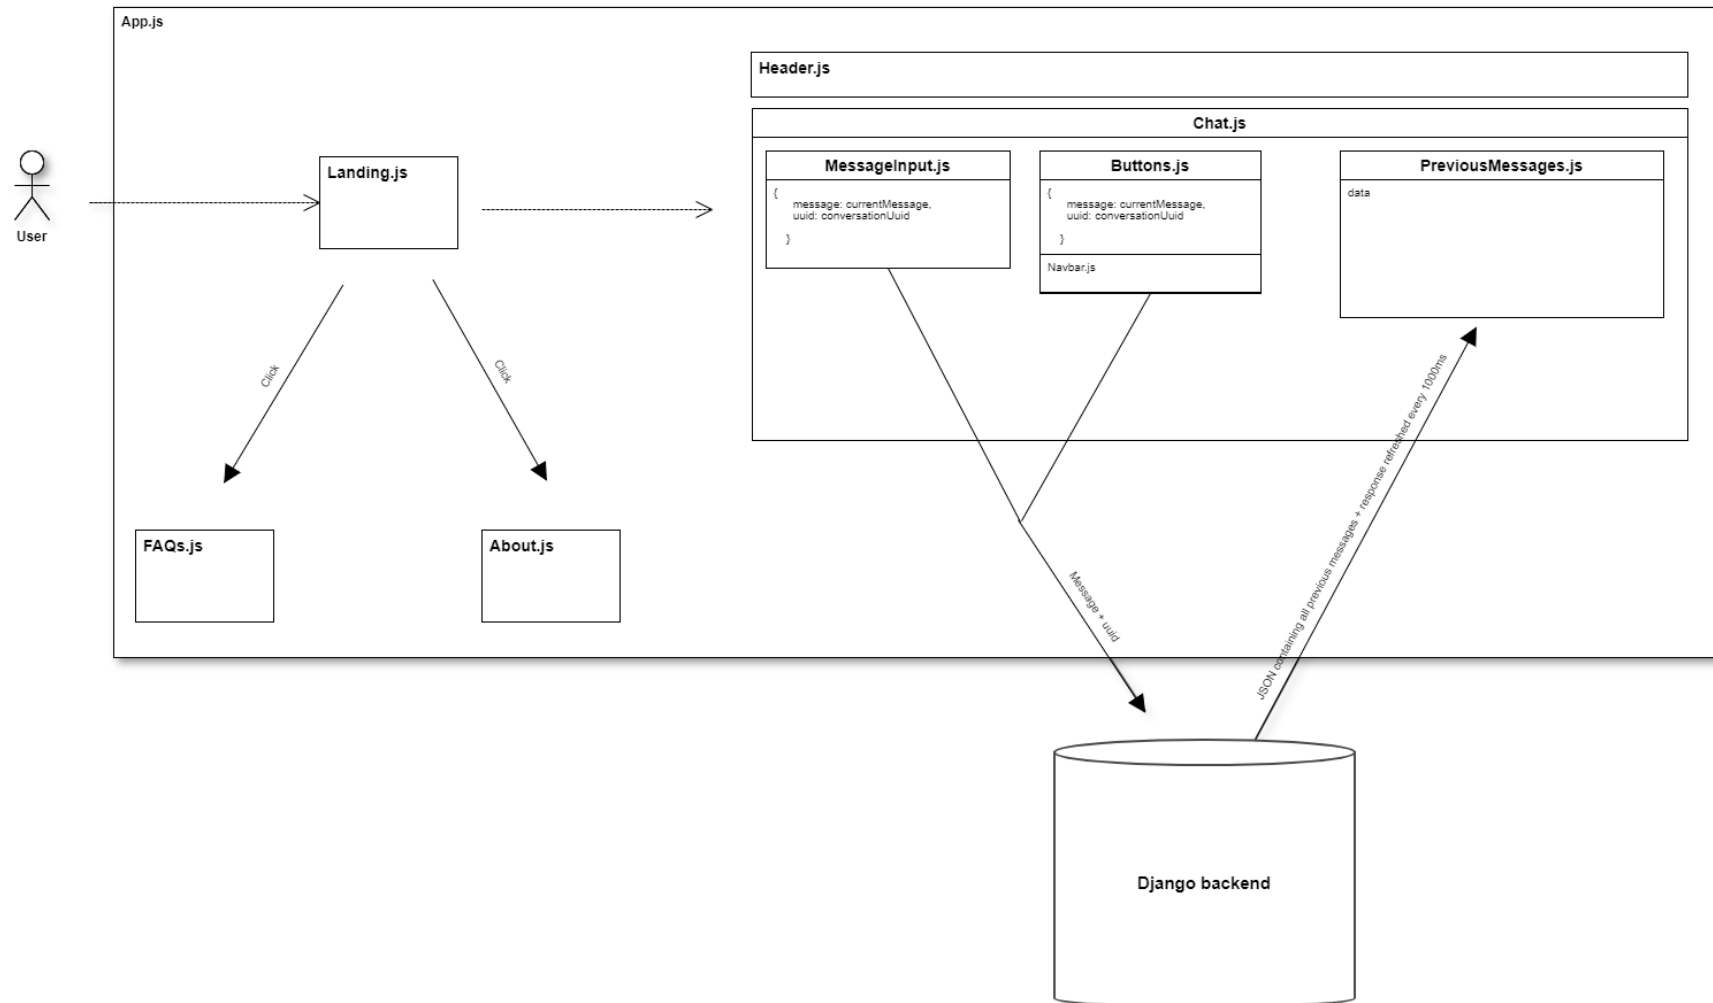 App.js
Header.js
Chat.js
MessageInput.js
{
message: currentMessage,
uuid: conversationUuid
}
Buttons.js
{
message: currentMessage,
uuid: conversationUuid
}
Navbar.js
PreviousMessages.js
data
Landing.js
User
Click
Click
FAQs.js
About.js
Message + uuid
JSON containing all previous messages + response refreshed every 1000ms
Django backend